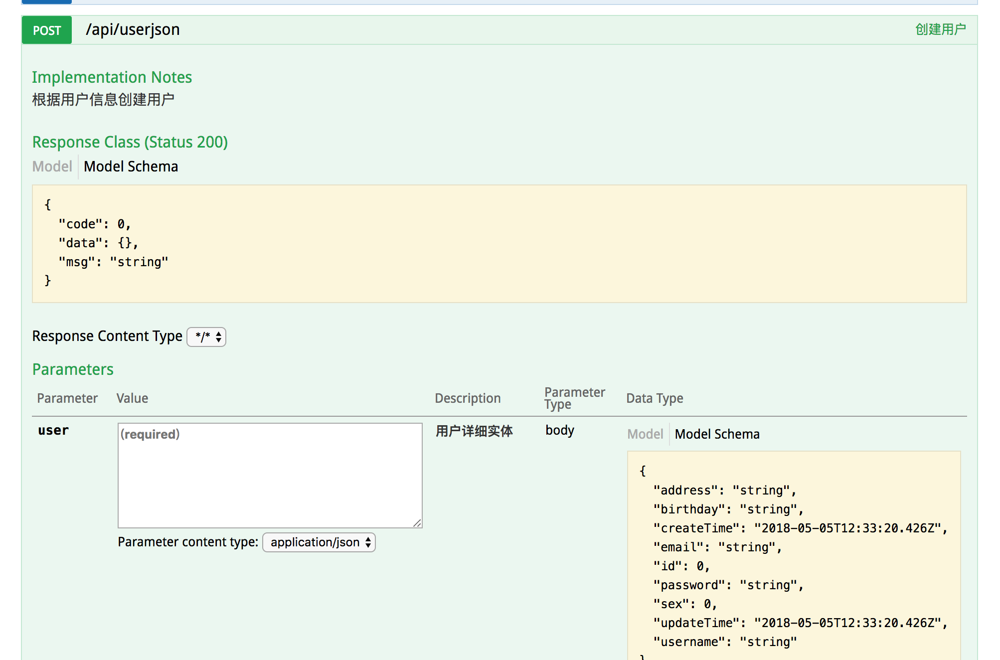 POST /api/userjson 创建用户
Implementation Notes
根据用户信息创建用户
Response Class (Status 200)
Model Model Schema
{
  "code": 0,
  "data": {},
  "msg": "string"
}
Response Content Type */*
Parameters
Parameter Value Description Parameter Type Data Type
user (required) 用户详细实体 body Model Model Schema
{
  "address": "string",
  "birthday": "string",
  "createTime": "2018-05-05T12:33:20.426Z",
  "email": "string",
  "id": 0,
  "password": "string",
  "sex": 0,
  "updateTime": "2018-05-05T12:33:20.426Z",
  "username": "string"
}
Parameter content type: application/json